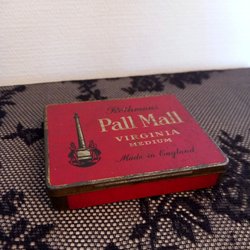 Rothmans
Pall Mall
VIRGINIA
MEDIUM
Made in England